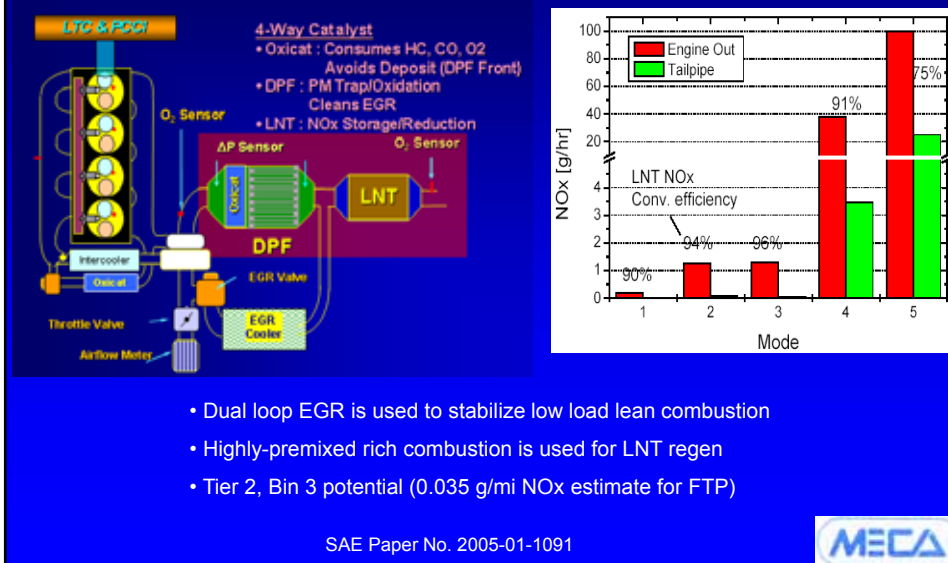 LTC & PCCI
4-Way Catalyst
• Oxicat : Consumes HC, CO, O2
Avoids Deposit (DPF Front)
• DPF : PM Trap/Oxidation
Cleans EGR
• LNT : NOx Storage/Reduction
O2 Sensor
ΔP Sensor
O2 Sensor
Oxicat
LNT
DPF
Intercooler
Oxicat
EGR Valve
Throttle Valve
EGR
Cooler
Airflow Meter
Engine Out
Tailpipe
NOx [g/hr]
100
80
60
40
20
4
3
2
1
0
LNT NOx
Conv. efficiency
90%
94%
96%
91%
75%
1 2 3 4 5
Mode
• Dual loop EGR is used to stabilize low load lean combustion
• Highly-premixed rich combustion is used for LNT regen
• Tier 2, Bin 3 potential (0.035 g/mi NOx estimate for FTP)
SAE Paper No. 2005-01-1091
MECA